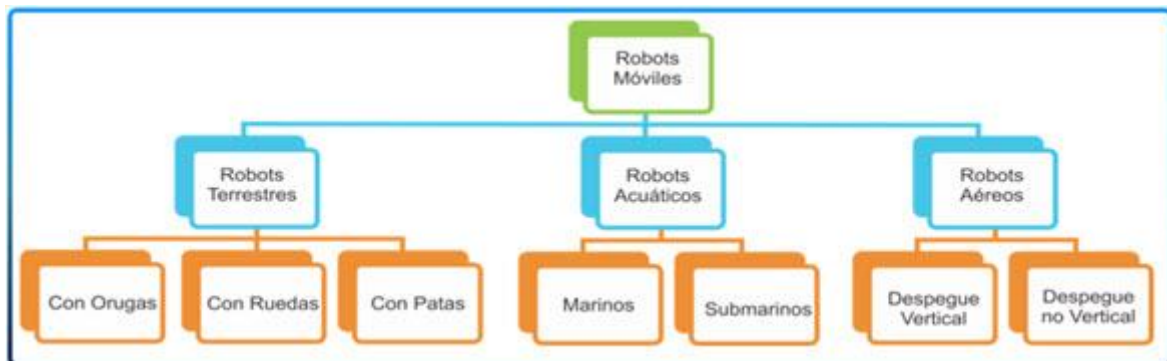 Robots
Móviles
Robots
Terrestres
Robots
Acuáticos
Robots
Aéreos
Con Orugas
Con Ruedas
Con Patas
Marinos
Submarinos
Despegue
Vertical
Despegue
no Vertical